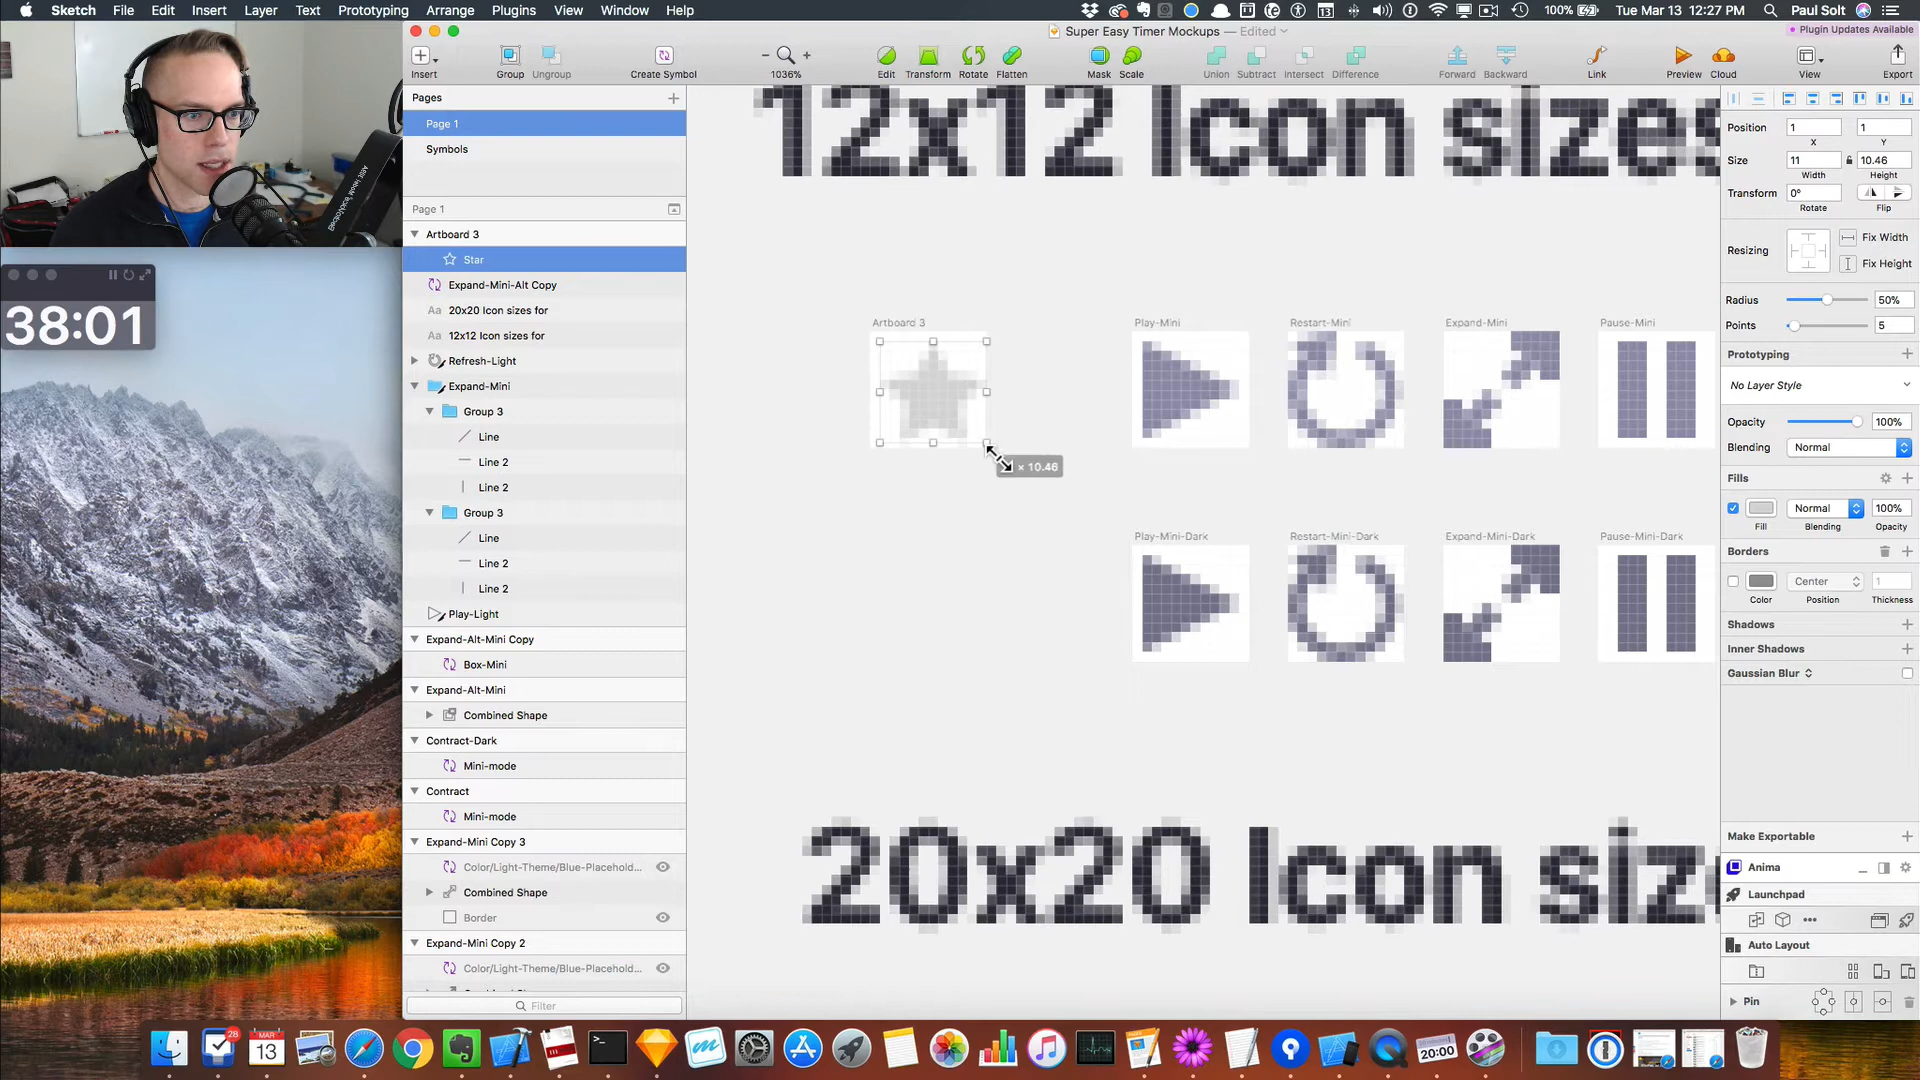 Sketch File Edit Insert Layer Text Prototyping Arrange Plugins View Window Help
100% Tue Mar 13 12:27 PM Paul Solt
Super Easy Timer Mockups — Edited
Plugin Updates Available
Insert Group Ungroup Create Symbol 1036% Edit Transform Rotate Flatten Mask Scale Union Subtract Intersect Difference Forward Backward Link Preview Cloud View Export
Pages
Page 1
Symbols
Page 1
Artboard 3
Star
Expand-Mini-Alt Copy
20x20 Icon sizes for
12x12 Icon sizes for
Refresh-Light
Expand-Mini
Group 3
Line
Line 2
Line 2
Group 3
Line
Line 2
Line 2
Play-Light
Expand-Alt-Mini Copy
Box-Mini
Expand-Alt-Mini
Combined Shape
Contract-Dark
Mini-mode
Contract
Mini-mode
Expand-Mini Copy 3
Color/Light-Theme/Blue-Placehold...
Combined Shape
Border
Expand-Mini Copy 2
Color/Light-Theme/Blue-Placehold...
Filter
38:01
12x12 Icon sizes
Artboard 3
Play-Mini
Restart-Mini
Expand-Mini
Pause-Mini
× 10.46
Play-Mini-Dark
Restart-Mini-Dark
Expand-Mini-Dark
Pause-Mini-Dark
20x20 Icon siz
Position 1 1
X Y
Size 11 10.46
Width Height
Transform 0°
Rotate Flip
Resizing Fix Width
Fix Height
Radius 50%
Points 5
Prototyping
No Layer Style
Opacity 100%
Blending Normal
Fills
Normal 100%
Fill Blending Opacity
Borders
Center 1
Color Position Thickness
Shadows
Inner Shadows
Gaussian Blur
Make Exportable
Anima
Launchpad
Auto Layout
Pin
28
MAR
13
20:00